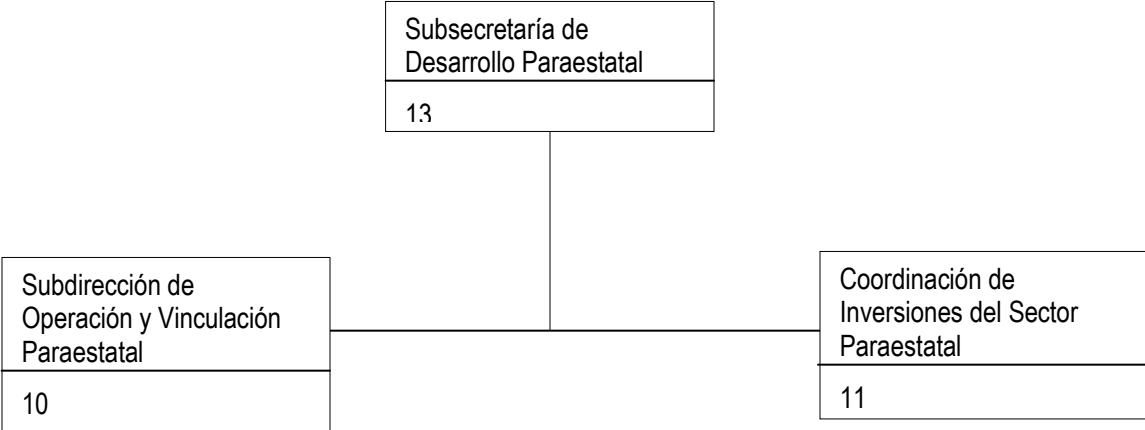 Subsecretaría de
Desarrollo Paraestatal
13
Subdirección de
Operación y Vinculación
Paraestatal
10
Coordinación de
Inversiones del Sector
Paraestatal
11